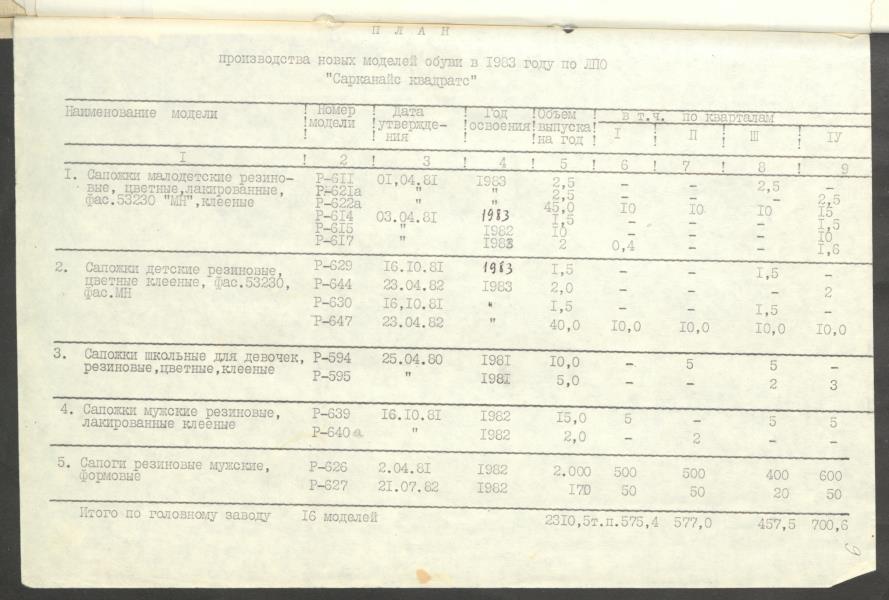 П Л А Н
производства новых моделей обуви в 1983 году по ЛПО
"Сарканайс квадратс"
Наименование модели ! Номер модели ! Дата утвержде-ния ! Год освоения ! Объем выпуска на год ! в т.ч. по кварталам
I ! П ! Ш ! IУ
I ! 2 ! 3 ! 4 ! 5 ! 6 ! 7 ! 8 ! 9
I. Сапожки малодетские резино- Р-6II 0I,04.8I I983 2,5 – – 2,5 –
вые, цветные,лакированные, Р-62Iа " " 2,5 – – – 2,5
фас.53230 "МН",клееные Р-622а " " 45,0 I0 I0 I0 I5
Р-6I4 03.04.8I 1983 I,5 – – – I,5
Р-6I5 " I982 I0 – – – I0
Р-6I7 " I983 2 0,4 – – I,6
2. Сапожки детские резиновые, Р-629 I6.I0.8I 1983 I,5 – – I,5 –
цветные клееные, фас.53230, Р-644 23.04.82 I983 2,0 – – – 2
фас.МН Р-630 I6,I0.8I " I,5 – – I,5
Р-647 23.04.82 " 40,0 I0,0 I0,0 I0,0 I0,0
3. Сапожки школьные для девочек, Р-594 25.04.80 I98I I0,0 – 5 5 –
резиновые,цветные,клееные Р-595 " I98I 5,0 – – 2 3
4. Сапожки мужские резиновые, Р-639 I6.I0.8I I982 I5,0 5 – 5 5
лакированные клееные Р-640а " I982 2,0 – 2 – –
5. Сапоги резиновые мужские, Р-626 2.04.8I I982 2.000 500 500 400 600
формовые Р-627 2I.07.82 I982 I70 50 50 20 50
Итого по головному заводу I6 моделей 23I0,5т.п.575,4 577,0 457,5 700,6
9